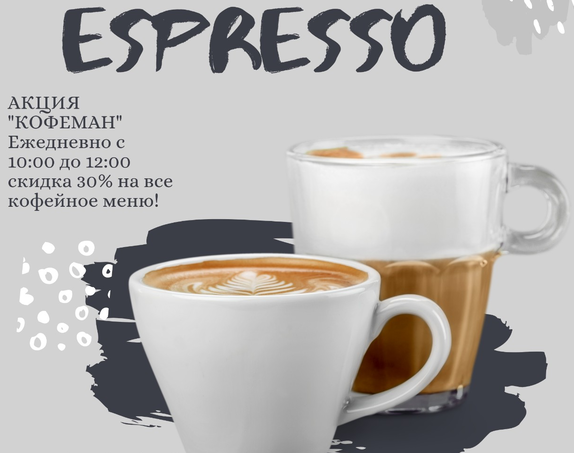 ESPRESSO
АКЦИЯ
"КОФЕМАН"
Ежедневно с
10:00 до 12:00
скидка 30% на все
кофейное меню!